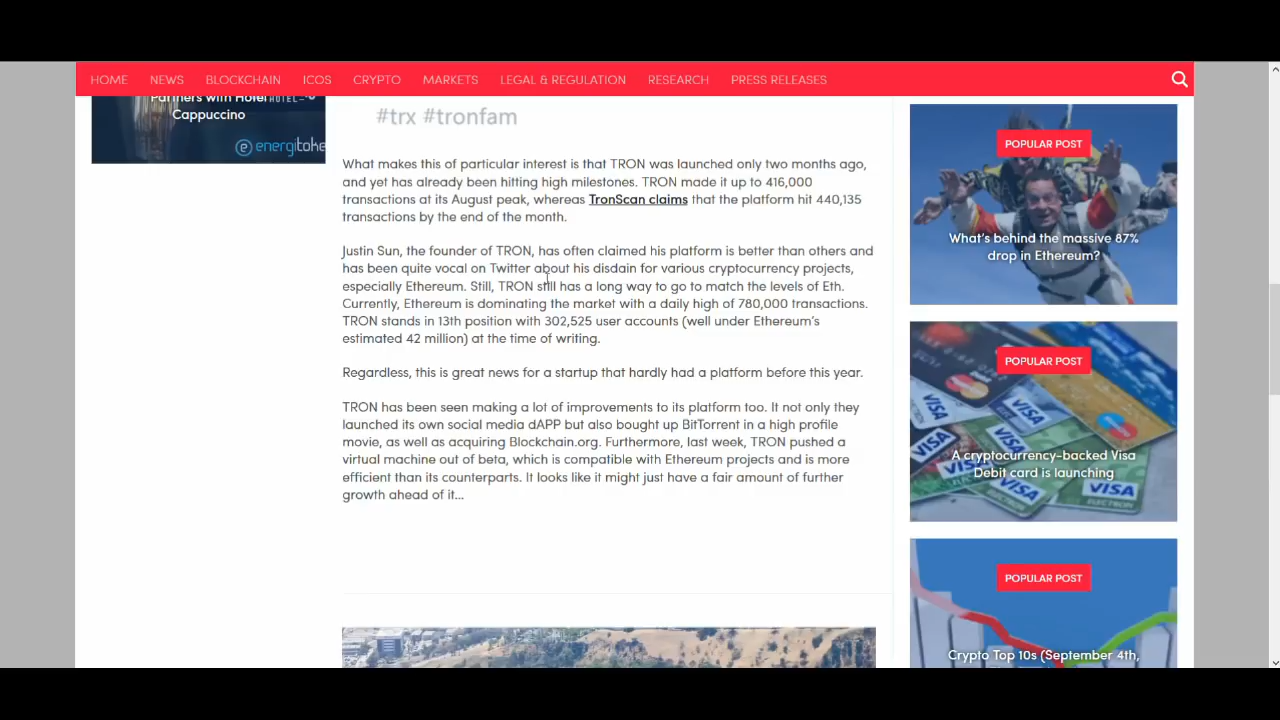 HOME NEWS BLOCKCHAIN ICOS CRYPTO MARKETS LEGAL & REGULATION RESEARCH PRESS RELEASES
Partners with Hotel
Cappuccino
HOTEL
energitoke
#trx #tronfam
What makes this of particular interest is that TRON was launched only two months ago,
and yet has already been hitting high milestones. TRON made it up to 416,000
transactions at its August peak, whereas TronScan claims that the platform hit 440,135
transactions by the end of the month.
Justin Sun, the founder of TRON, has often claimed his platform is better than others and
has been quite vocal on Twitter about his disdain for various cryptocurrency projects,
especially Ethereum. Still, TRON still has a long way to go to match the levels of Eth.
Currently, Ethereum is dominating the market with a daily high of 780,000 transactions.
TRON stands in 13th position with 302,525 user accounts (well under Ethereum's
estimated 42 million) at the time of writing.
Regardless, this is great news for a startup that hardly had a platform before this year.
TRON has been seen making a lot of improvements to its platform too. It not only they
launched its own social media dAPP but also bought up BitTorrent in a high profile
movie, as well as acquiring Blockchain.org. Furthermore, last week, TRON pushed a
virtual machine out of beta, which is compatible with Ethereum projects and is more
efficient than its counterparts. It looks like it might just have a fair amount of further
growth ahead of it...
POPULAR POST
What's behind the massive 87%
drop in Ethereum?
POPULAR POST
A cryptocurrency-backed Visa
Debit card is launching
MasterCard
VISA
VISA
VISA
VISA
VISA
ELECTRON
POPULAR POST
Crypto Top 10s (September 4th,